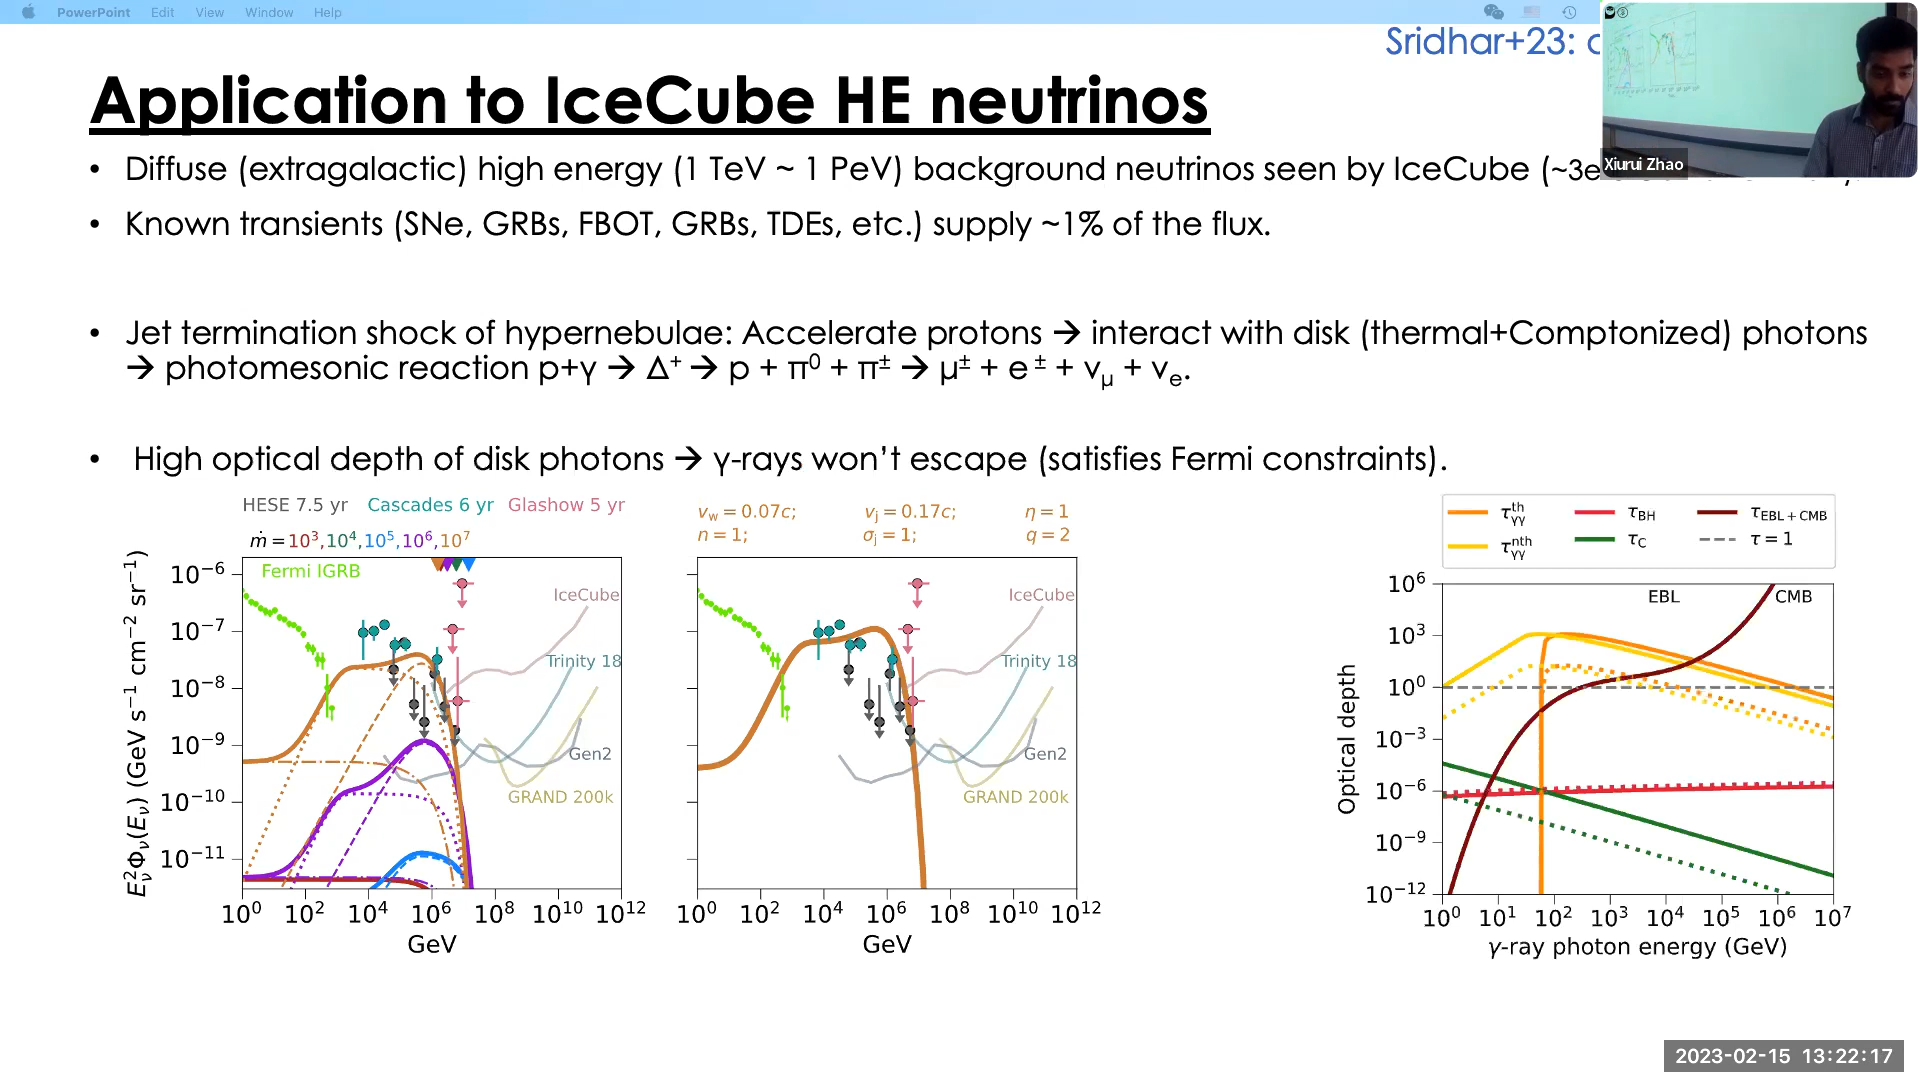 PowerPoint Edit View Window Help
Sridhar+23:
Application to IceCube HE neutrinos
• Diffuse (extragalactic) high energy (1 TeV ~ 1 PeV) background neutrinos seen by IceCube (~3e
Xiurui Zhao
• Known transients (SNe, GRBs, FBOT, GRBs, TDEs, etc.) supply ~1% of the flux.
• Jet termination shock of hypernebulae: Accelerate protons → interact with disk (thermal+Comptonized) photons
→ photomesonic reaction p+γ → Δ⁺ → p + π⁰ + π± → μ± + e± + ν_μ + ν_e.
• High optical depth of disk photons → γ-rays won't escape (satisfies Fermi constraints).
HESE 7.5 yr Cascades 6 yr Glashow 5 yr
ṁ = 10³,10⁴,10⁵,10⁶,10⁷
Fermi IGRB
IceCube
Trinity 18
Gen2
GRAND 200k
E_ν²Φ_ν(E_ν) (GeV s⁻¹ cm⁻² sr⁻¹)
10⁻⁶
10⁻⁷
10⁻⁸
10⁻⁹
10⁻¹⁰
10⁻¹¹
10⁰ 10² 10⁴ 10⁶ 10⁸ 10¹⁰ 10¹²
GeV
v_w = 0.07c; v_j = 0.17c; η = 1
n = 1; σ_j = 1; q = 2
IceCube
Trinity 18
Gen2
GRAND 200k
10⁰ 10² 10⁴ 10⁶ 10⁸ 10¹⁰ 10¹²
GeV
τ_γγ^th τ_BH τ_EBL+CMB
τ_γγ^nth τ_C τ = 1
EBL CMB
Optical depth
10⁶
10³
10⁰
10⁻³
10⁻⁶
10⁻⁹
10⁻¹²
10⁰ 10¹ 10² 10³ 10⁴ 10⁵ 10⁶ 10⁷
γ-ray photon energy (GeV)
2023-02-15 13:22:17